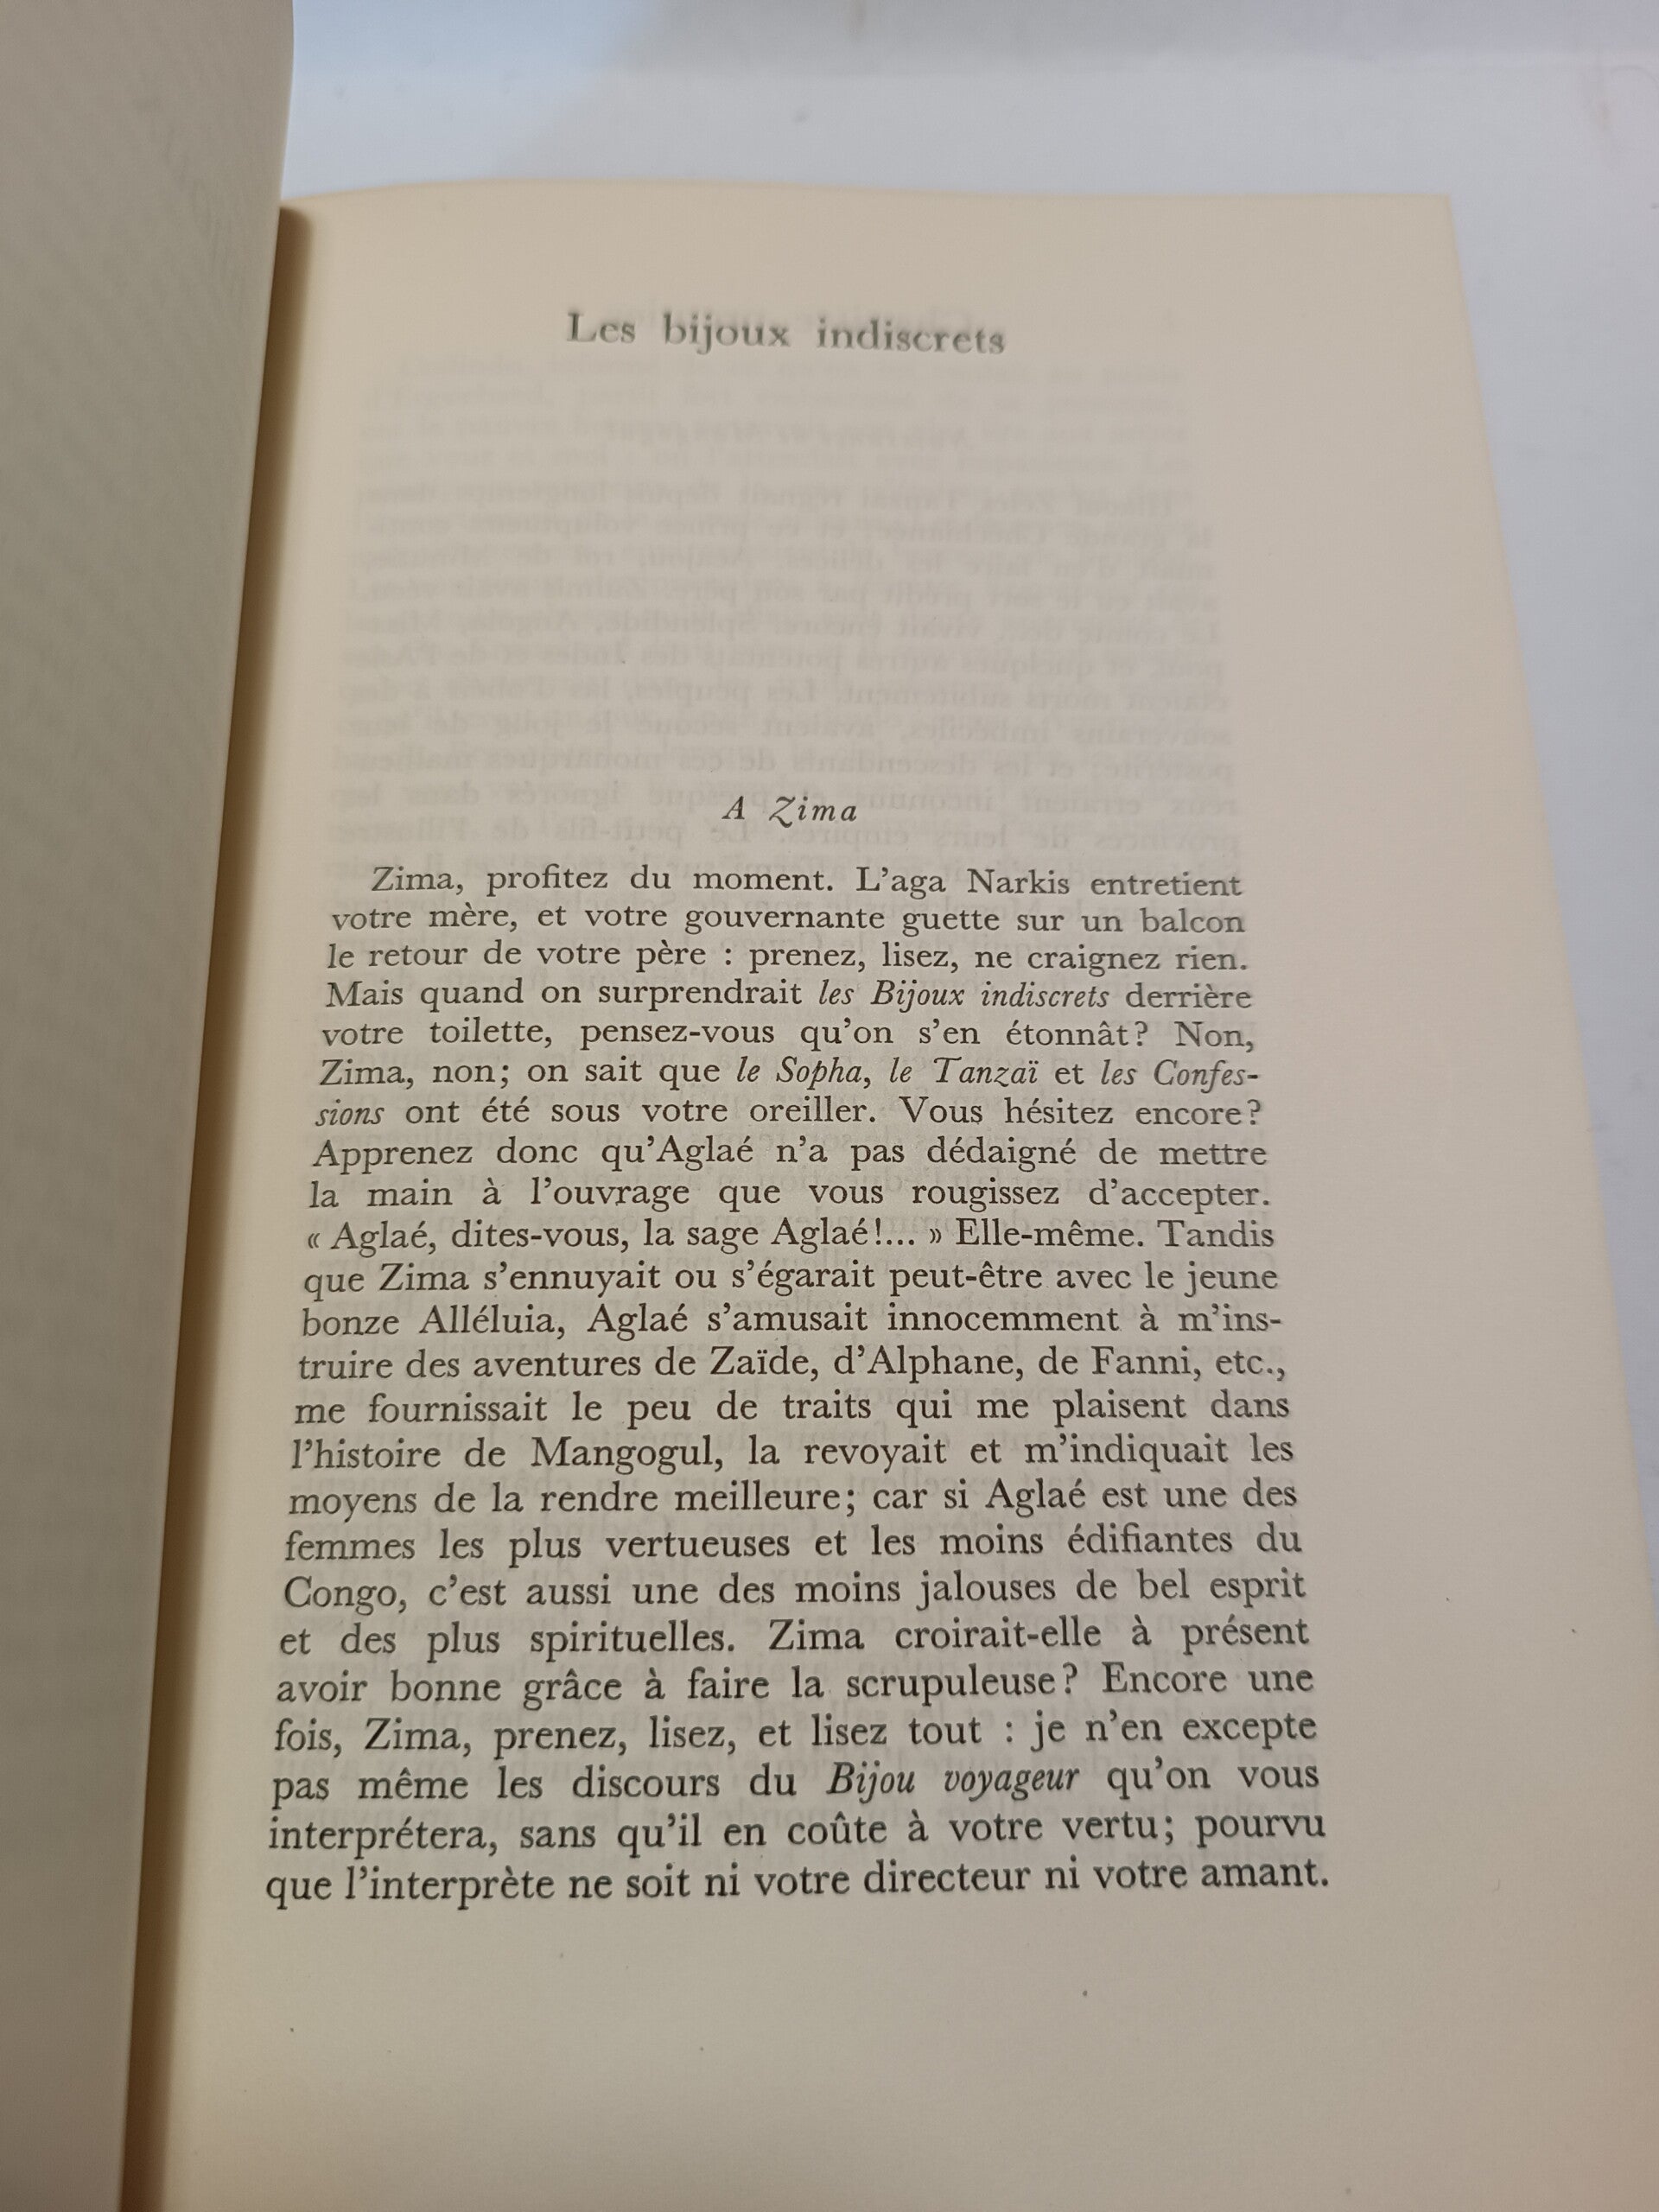 Les bijoux indiscrets
A Zima
Zima, profitez du moment. L'aga Narkis entretient
votre mère, et votre gouvernante guette sur un balcon
le retour de votre père : prenez, lisez, ne craignez rien.
Mais quand on surprendrait les Bijoux indiscrets derrière
votre toilette, pensez-vous qu'on s'en étonnât? Non,
Zima, non; on sait que le Sopha, le Tanzaï et les Confes-
sions ont été sous votre oreiller. Vous hésitez encore?
Apprenez donc qu'Aglaé n'a pas dédaigné de mettre
la main à l'ouvrage que vous rougissez d'accepter.
« Aglaé, dites-vous, la sage Aglaé!... » Elle-même. Tandis
que Zima s'ennuyait ou s'égarait peut-être avec le jeune
bonze Alléluia, Aglaé s'amusait innocemment à m'ins-
truire des aventures de Zaïde, d'Alphane, de Fanni, etc.,
me fournissait le peu de traits qui me plaisent dans
l'histoire de Mangogul, la revoyait et m'indiquait les
moyens de la rendre meilleure; car si Aglaé est une des
femmes les plus vertueuses et les moins édifiantes du
Congo, c'est aussi une des moins jalouses de bel esprit
et des plus spirituelles. Zima croirait-elle à présent
avoir bonne grâce à faire la scrupuleuse? Encore une
fois, Zima, prenez, lisez, et lisez tout : je n'en excepte
pas même les discours du Bijou voyageur qu'on vous
interprétera, sans qu'il en coûte à votre vertu; pourvu
que l'interprète ne soit ni votre directeur ni votre amant.